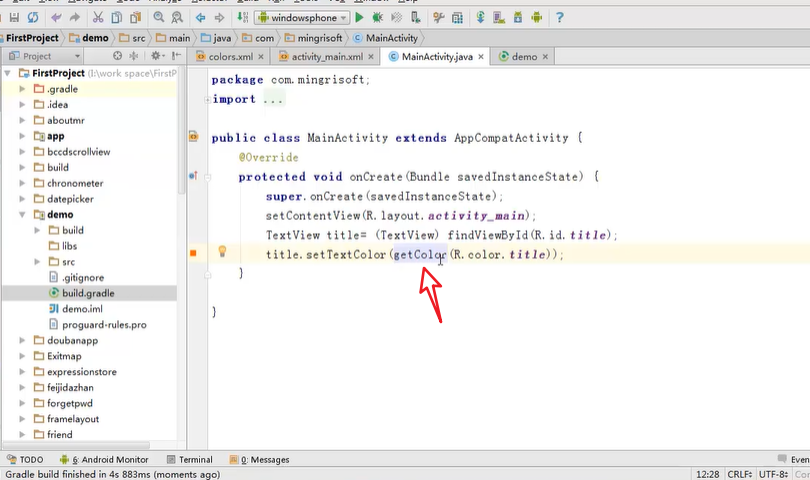 windowsphone
FirstProject demo src main java com mingrisoft MainActivity
Project
colors.xml activity_main.xml MainActivity.java demo
FirstProject (I:\work space\FirstP
.gradle
.idea
aboutmr
app
bccdscrollview
build
chronometer
datepicker
demo
build
libs
src
.gitignore
build.gradle
demo.iml
proguard-rules.pro
doubanapp
Exitmap
expressionstore
feijidazhan
forgetpwd
framelayout
friend
package com.mingrisoft;
import ...
public class MainActivity extends AppCompatActivity {
@Override
protected void onCreate(Bundle savedInstanceState) {
super.onCreate(savedInstanceState);
setContentView(R.layout.activity_main);
TextView title= (TextView) findViewById(R.id.title);
title.setTextColor(getColor(R.color.title));
}
}
TODO 6: Android Monitor Terminal 0: Messages Even
Gradle build finished in 4s 883ms (moments ago) 12:28 CRLF UTF-8 Con